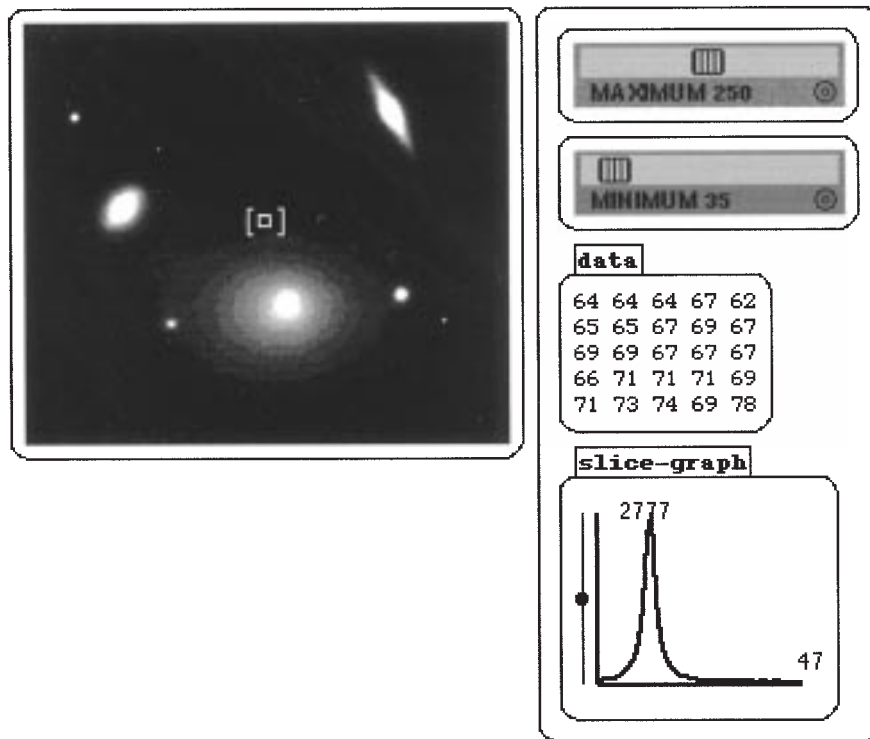 MAXIMUM 250
MINIMUM 35
data
64 64 64 67 62
65 65 67 69 67
69 69 67 67 67
66 71 71 71 69
71 73 74 69 78
slice-graph
2777
47